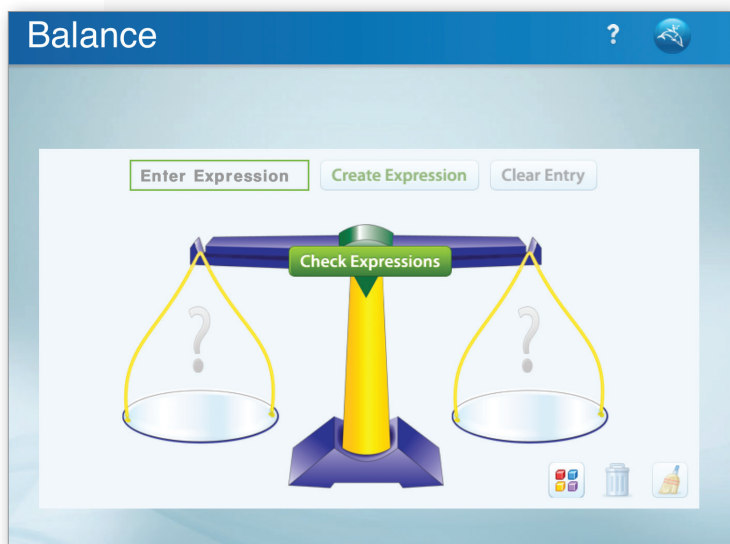 Balance ?
Enter Expression Create Expression Clear Entry
Check Expressions
? ?